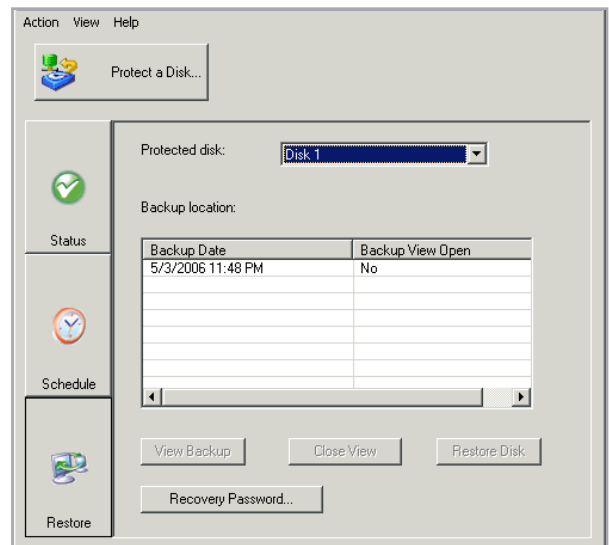 Action View Help
Protect a Disk...
Protected disk: Disk 1
Backup location:
Status
Backup Date Backup View Open
5/3/2006 11:48 PM No
Schedule
View Backup Close View Restore Disk
Recovery Password...
Restore